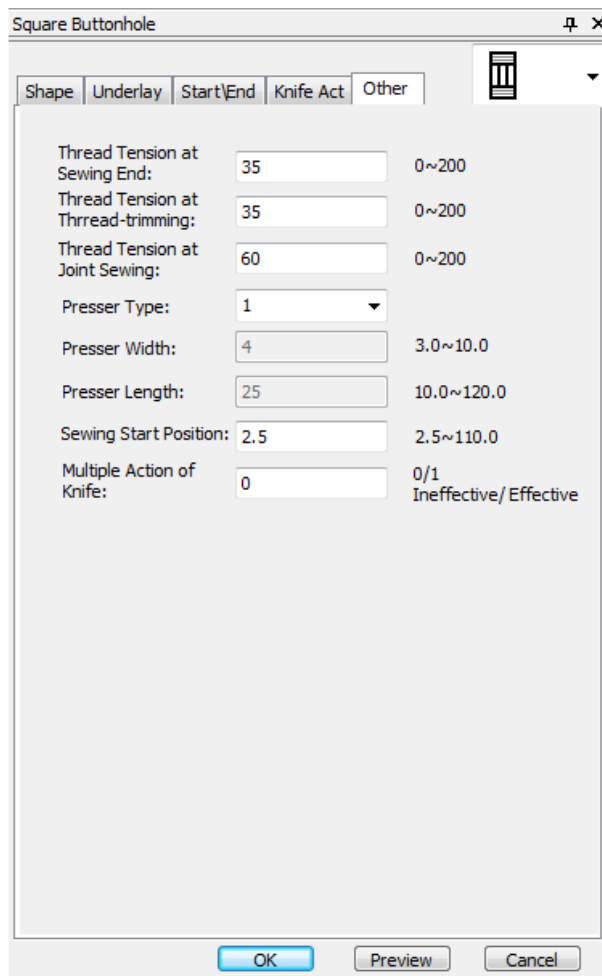 Square Buttonhole
Shape Underlay Start\End Knife Act Other
Thread Tension at
Sewing End:
35
0~200
Thread Tension at
Thrread-trimming:
35
0~200
Thread Tension at
Joint Sewing:
60
0~200
Presser Type:
1
Presser Width:
4
3.0~10.0
Presser Length:
25
10.0~120.0
Sewing Start Position:
2.5
2.5~110.0
Multiple Action of
Knife:
0
0/1
Ineffective/ Effective
OK Preview Cancel